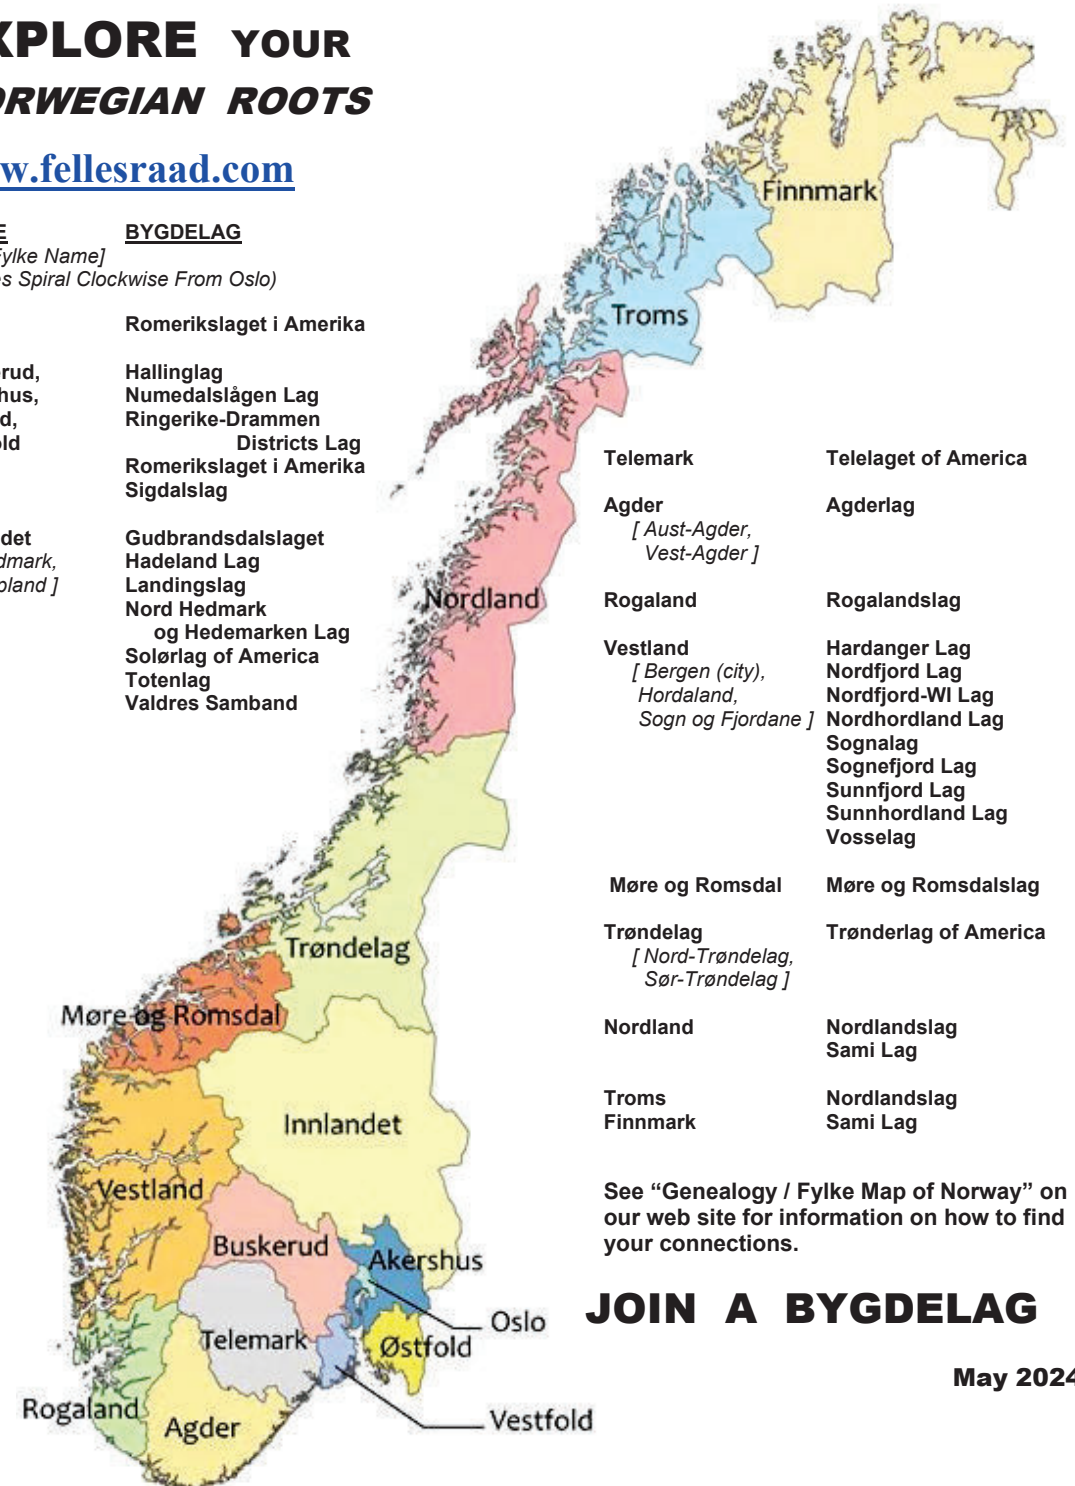 XPLORE YOUR
ORWEGIAN ROOTS
w.fellesraad.com
E BYGDELAG
Fylke Name]
es Spiral Clockwise From Oslo)
Romerikslaget i Amerika
rud, Hallinglag
hus, Numedalslågen Lag
d, Ringerike-Drammen
old Districts Lag
Romerikslaget i Amerika
Sigdalslag
det Gudbrandsdalslaget
dmark, Hadeland Lag
pland ] Landingslag
Nord Hedmark
og Hedemarken Lag
Solørlag of America
Totenlag
Valdres Samband
Telemark Telelaget of America
Agder Agderlag
[ Aust-Agder,
Vest-Agder ]
Rogaland Rogalandslag
Vestland Hardanger Lag
[ Bergen (city), Nordfjord Lag
Hordaland, Nordfjord-WI Lag
Sogn og Fjordane ] Nordhordland Lag
Sognalag
Sognefjord Lag
Sunnfjord Lag
Sunnhordland Lag
Vosselag
Møre og Romsdal Møre og Romsdalslag
Trøndelag Trønderlag of America
[ Nord-Trøndelag,
Sør-Trøndelag ]
Nordland Nordlandslag
Sami Lag
Troms Nordlandslag
Finnmark Sami Lag
See “Genealogy / Fylke Map of Norway” on
our web site for information on how to find
your connections.
JOIN A BYGDELAG
May 2024
Finnmark
Troms
Nordland
Trøndelag
Møre og Romsdal
Innlandet
Vestland
Buskerud
Akershus
Oslo
Telemark
Østfold
Rogaland
Agder
Vestfold